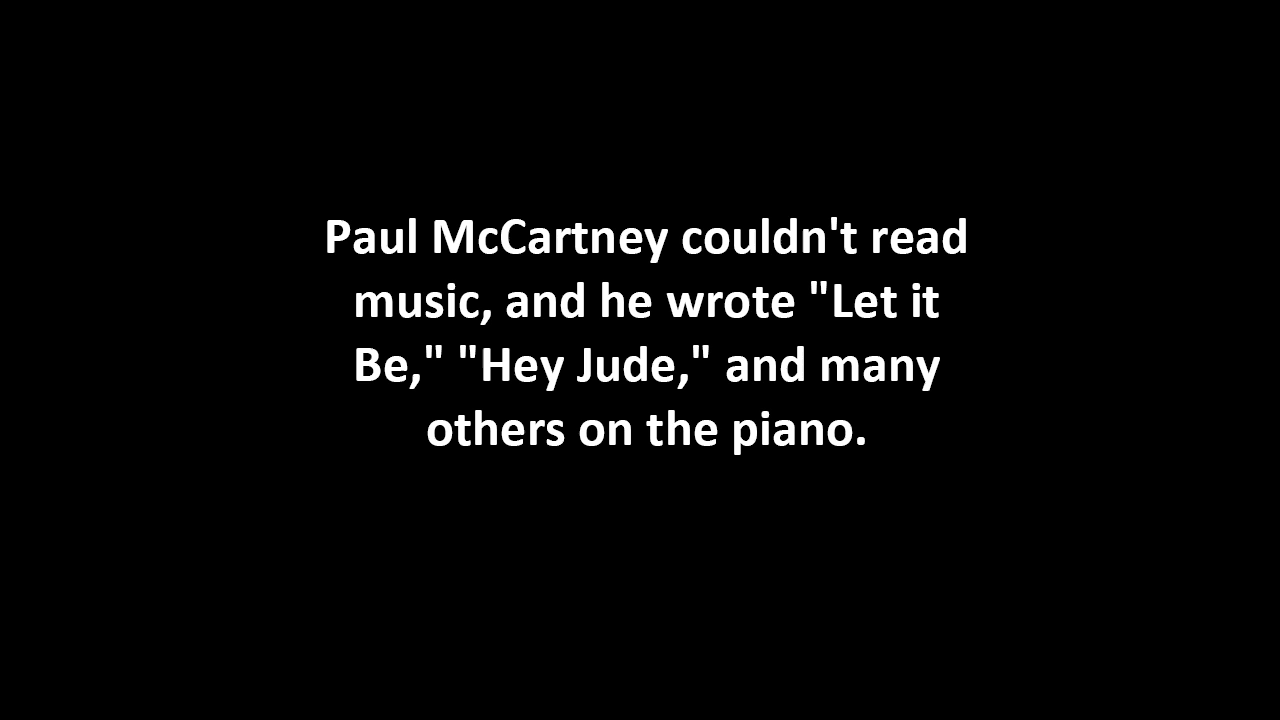 Paul McCartney couldn't read
music, and he wrote "Let it
Be," "Hey Jude," and many
others on the piano.